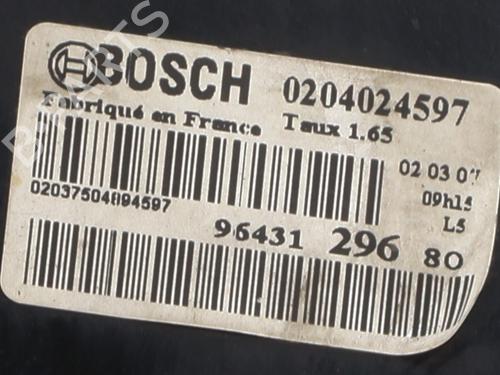 BOSCH 0204024597
Fabriqué en France Taux 1.65
02 03 07
09h15
L5
02037504894597
96431 296 80